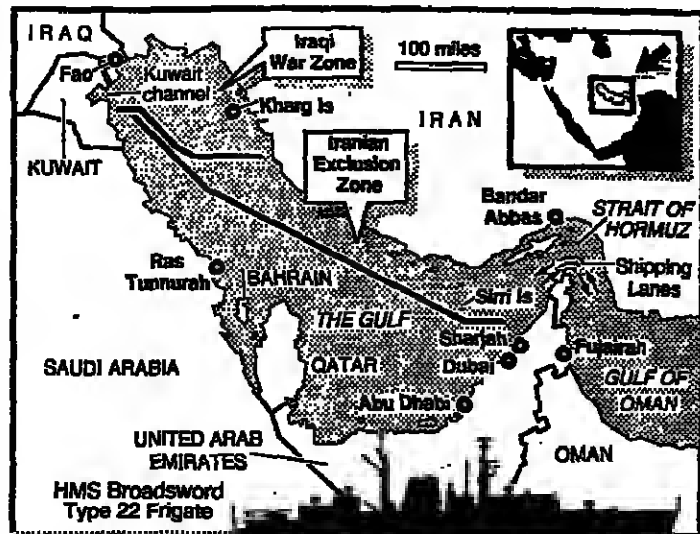 IRAQ
Fao
Kuwait
channel
Iraqi
War Zone
100 miles
Kharg Is
IRAN
KUWAIT
Iranian
Exclusion
Zone
Bandar
Abbas
STRAIT OF
HORMUZ
Ras
Tunnurah
BAHRAIN
Shipping
Lanes
Sirri Is
THE GULF
Sharjah
Dubai
Fujairah
SAUDI ARABIA
QATAR
GULF OF
OMAN
Abu Dhabi
UNITED ARAB
EMIRATES
OMAN
HMS Broadsword
Type 22 Frigate